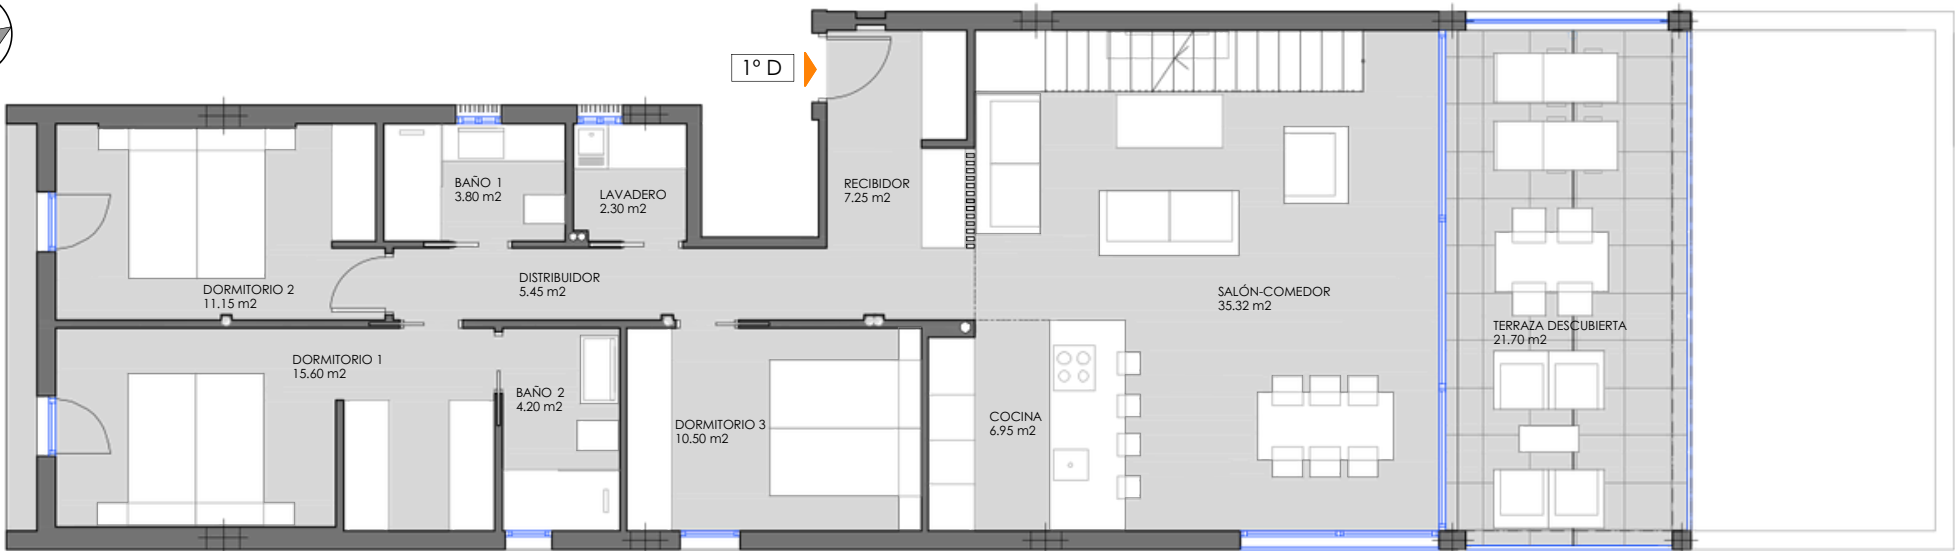 1º D
BAÑO 1
3.80 m2
LAVADERO
2.30 m2
RECIBIDOR
7.25 m2
DORMITORIO 2
11.15 m2
DISTRIBUIDOR
5.45 m2
SALÓN-COMEDOR
35.32 m2
TERRAZA DESCUBIERTA
21.70 m2
DORMITORIO 1
15.60 m2
BAÑO 2
4.20 m2
DORMITORIO 3
10.50 m2
COCINA
6.95 m2